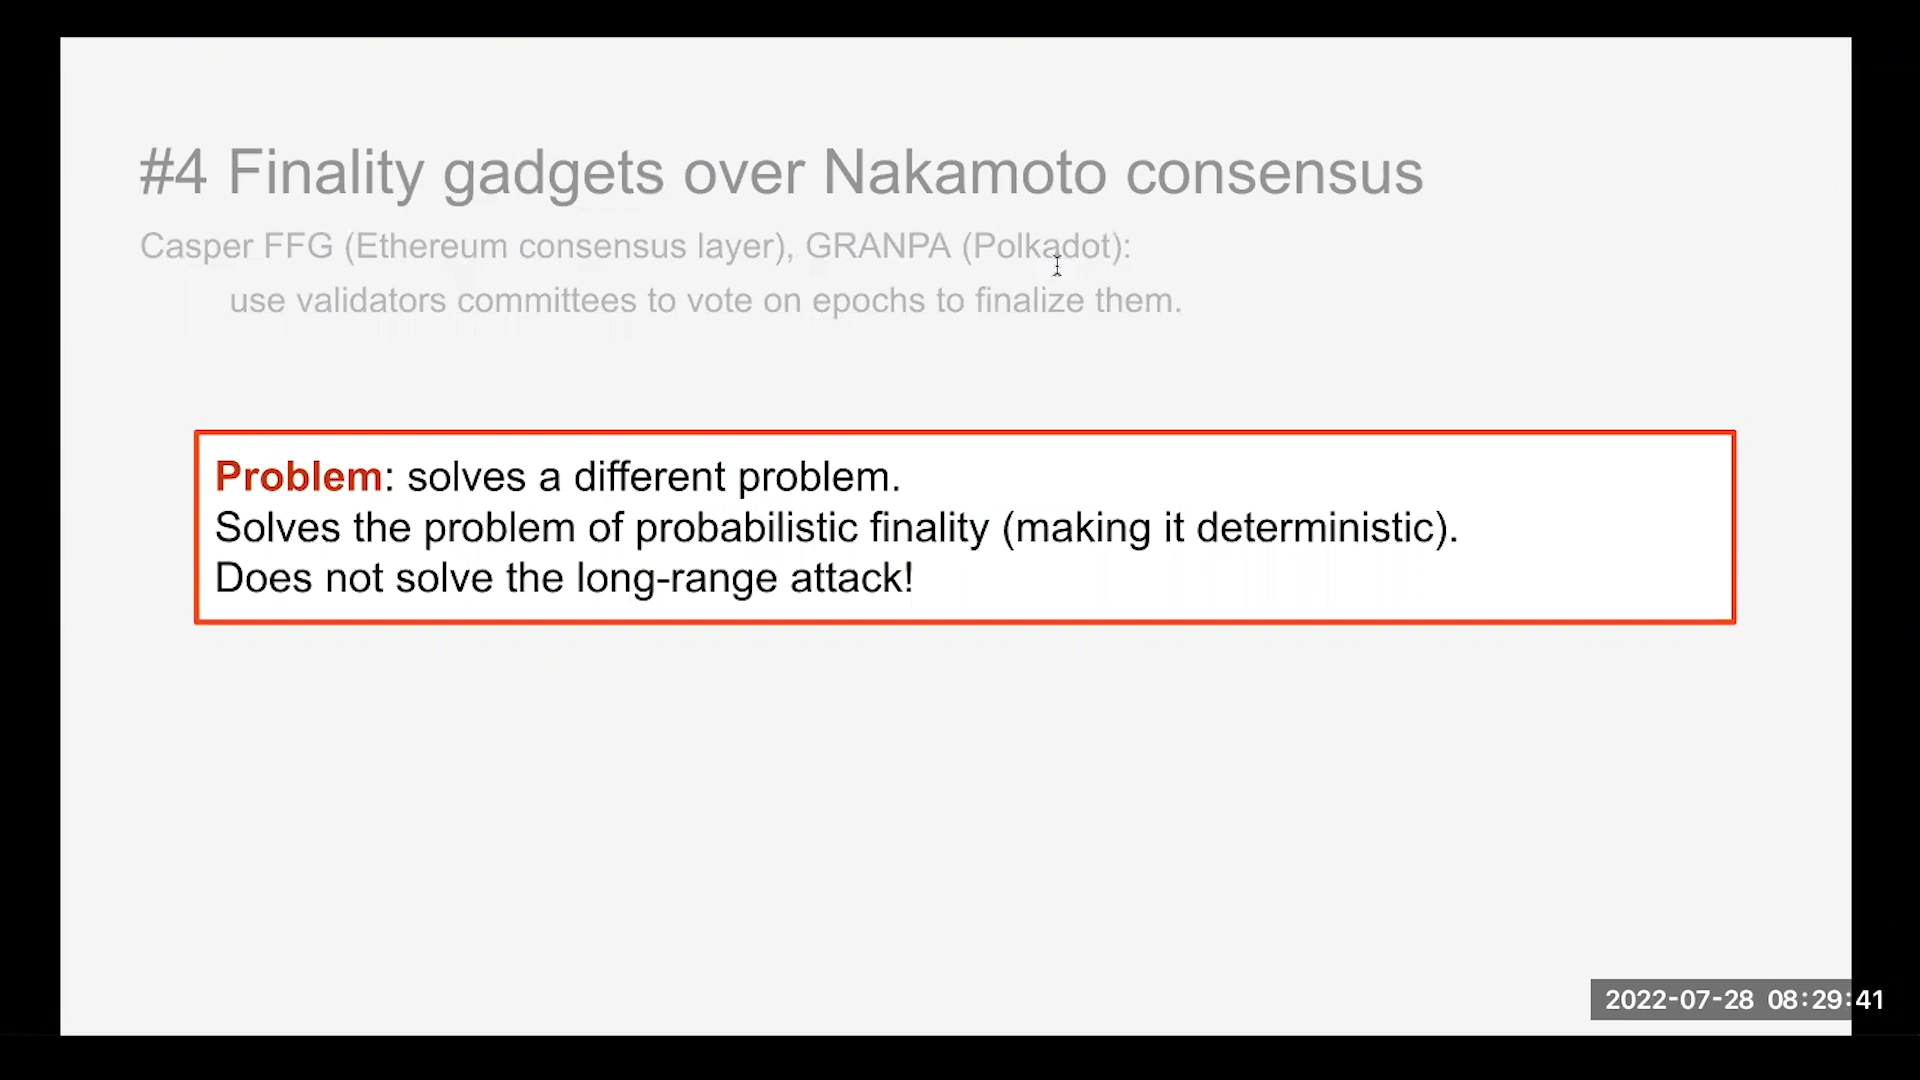 #4 Finality gadgets over Nakamoto consensus
Casper FFG (Ethereum consensus layer), GRANPA (Polkadot):
use validators committees to vote on epochs to finalize them.
Problem: solves a different problem.
Solves the problem of probabilistic finality (making it deterministic).
Does not solve the long-range attack!
2022-07-28 08:29:41